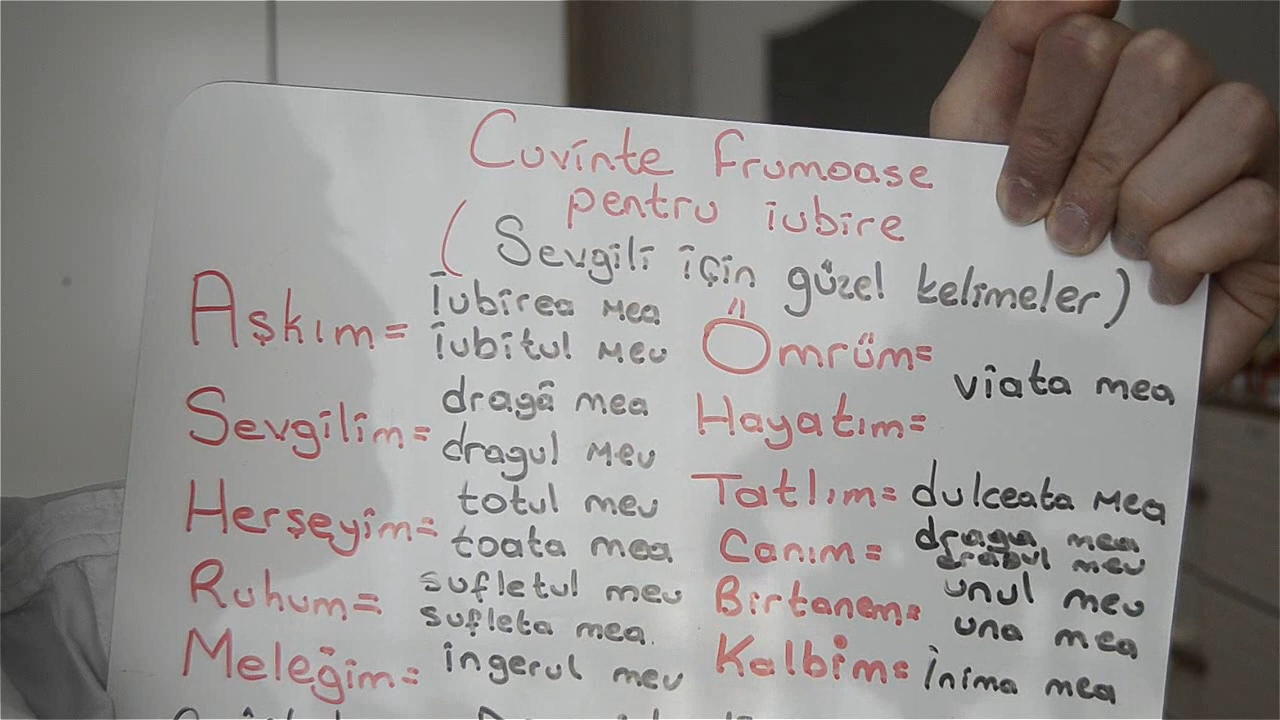 Cuvinte frumoase
pentru iubire
(Sevgili için güzel kelimeler)
Aşkım= îubirea mea
iubitul meu
Sevgilim= dragă mea
dragul meu
Herşeyim= totul meu
toata mea
Ruhum= sufletul meu
sufleta mea.
Meleğim= îngerul meu
Ömrüm=
viata mea
Hayatım=
Tatlım= dulceata mea
Canım= draga mea
dragul meu
Birtanem= unul meu
una mea
Kalbim= inima mea